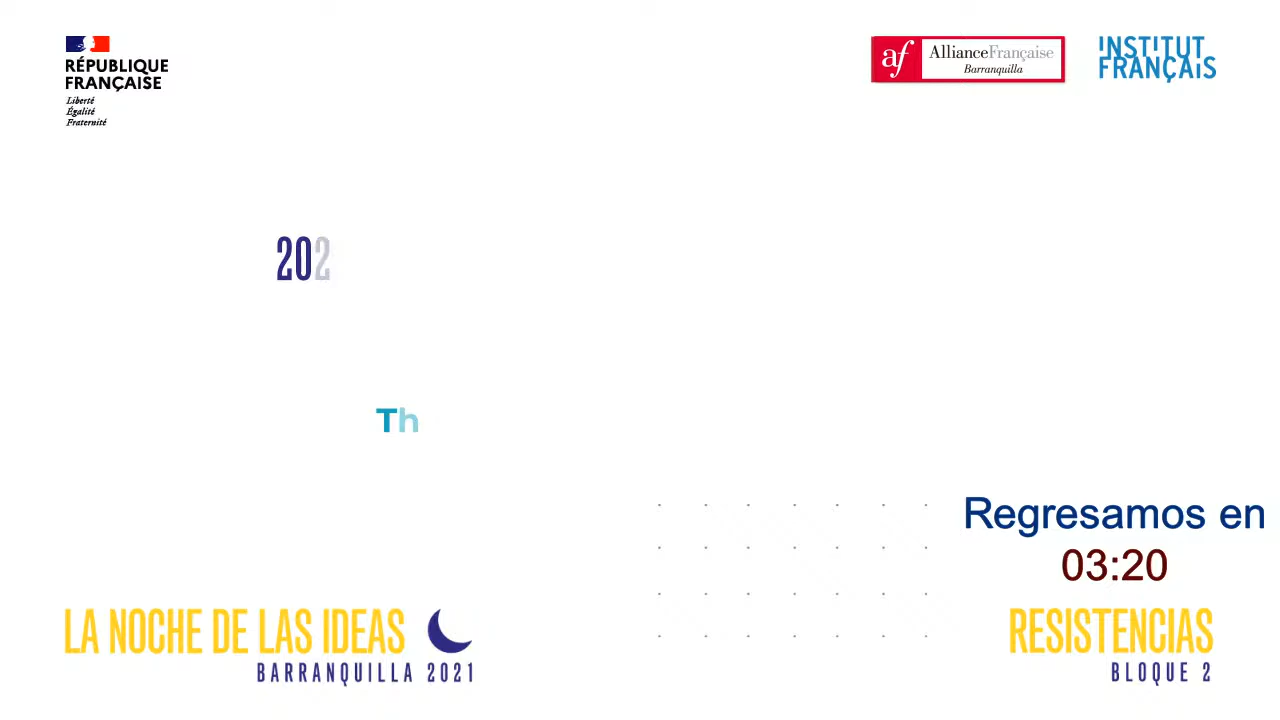 RÉPUBLIQUE
FRANÇAISE
Liberté
Égalité
Fraternité
af
AllianceFrançaise
Barranquilla
INSTITUT
FRANÇAIS
202
Th
Regresamos en
03:20
LA NOCHE DE LAS IDEAS
BARRANQUILLA 2021
RESISTENCIAS
BLOQUE 2